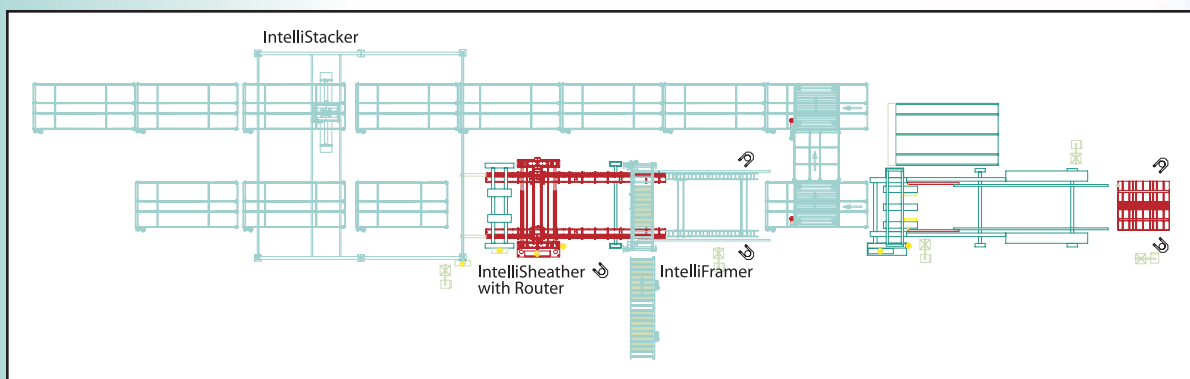 IntelliStacker
IntelliSheather
with Router
IntelliFramer